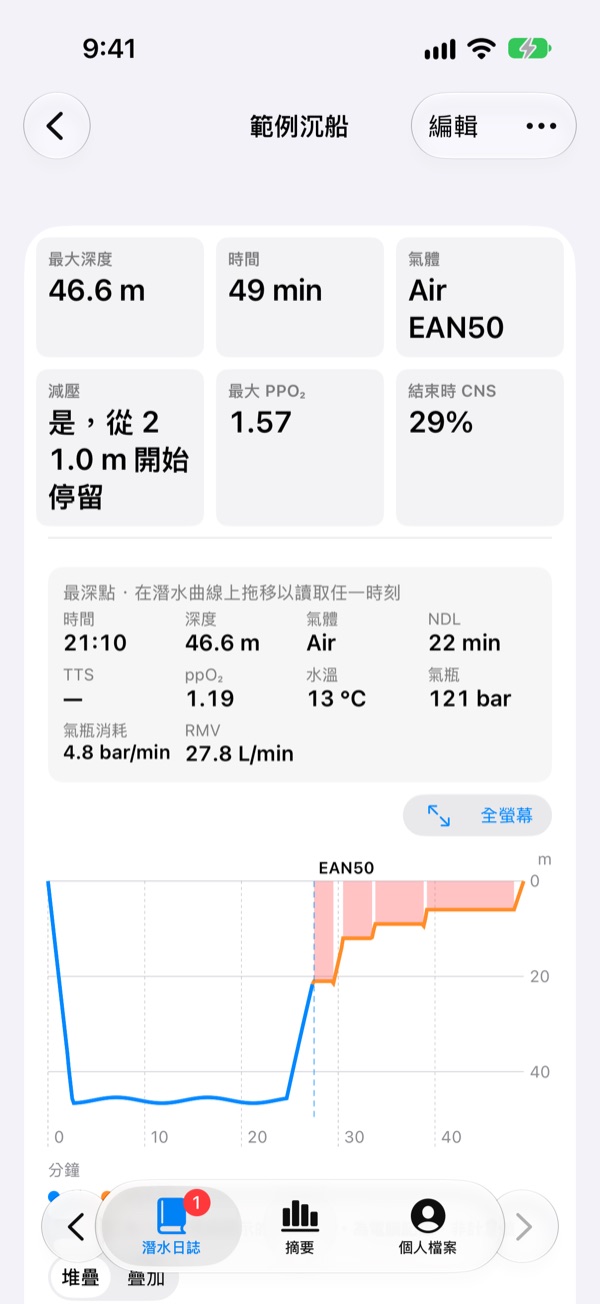 9:41
範例沉船
編輯
最大深度
46.6 m
時間
49 min
氣體
Air
EAN50
減壓
是，從 2
1.0 m 開始
停留
最大 PPO₂
1.57
結束時 CNS
29%
最深點 · 在潛水曲線上拖移以讀取任一時刻
時間
21:10
深度
46.6 m
氣體
Air
NDL
22 min
TTS
—
ppO₂
1.19
水溫
13 °C
氣瓶
121 bar
氣瓶消耗
4.8 bar/min
RMV
27.8 L/min
全螢幕
EAN50
m
0
20
40
0
10
20
30
40
分鐘
1
潛水日誌
摘要
個人檔案
堆疊
疊加